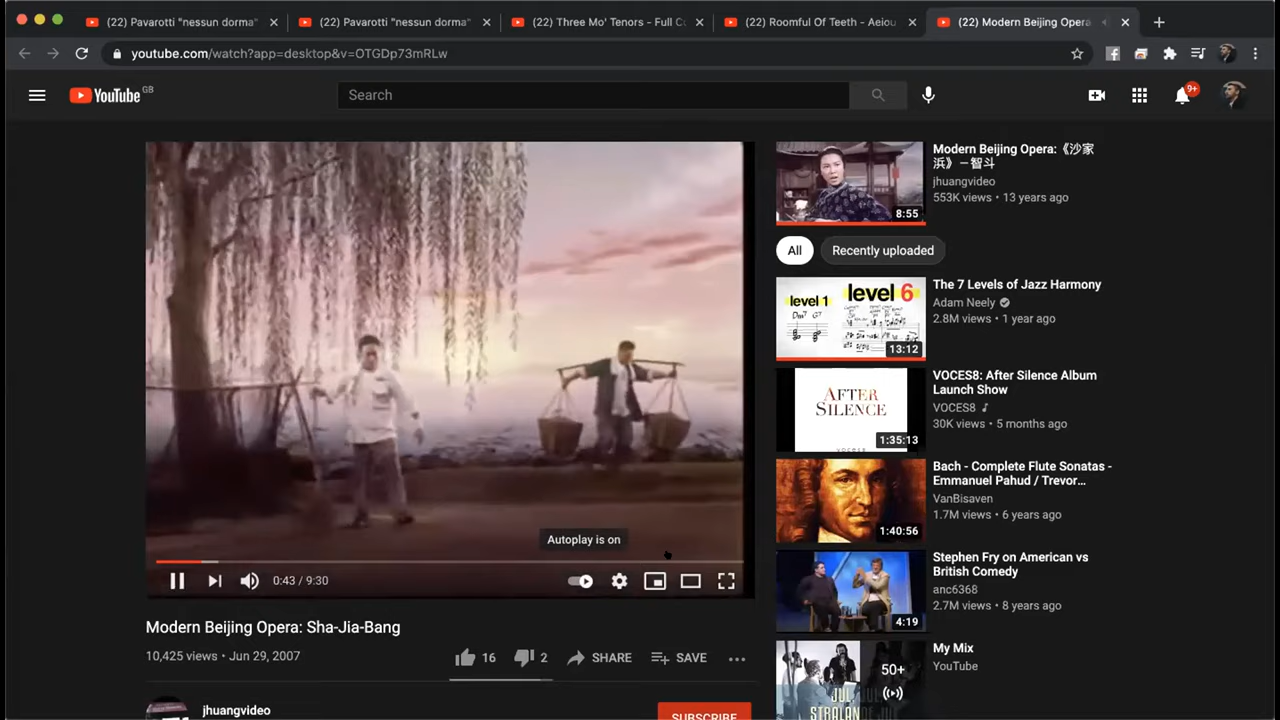 (22) Pavarotti "nessun dorma"
(22) Pavarotti "nessun dorma"
(22) Three Mo' Tenors - Full Co
(22) Roomful Of Teeth - Aeiou
(22) Modern Beijing Opera
youtube.com/watch?app=desktop&v=OTGDp73mRLw
YouTube GB
Search
9+
Modern Beijing Opera:《沙家
浜》—智斗
jhuangvideo
553K views • 13 years ago
8:55
All
Recently uploaded
The 7 Levels of Jazz Harmony
Adam Neely
2.8M views • 1 year ago
level 1
level 6
13:12
VOCES8: After Silence Album
Launch Show
VOCES8
30K views • 5 months ago
AFTER
SILENCE
1:35:13
Bach - Complete Flute Sonatas -
Emmanuel Pahud / Trevor...
VanBisaven
1.7M views • 6 years ago
1:40:56
Stephen Fry on American vs
British Comedy
anc6368
2.7M views • 8 years ago
4:19
My Mix
YouTube
50+
Autoplay is on
0:43 / 9:30
Modern Beijing Opera: Sha-Jia-Bang
10,425 views • Jun 29, 2007
16
2
SHARE
SAVE
jhuangvideo
SUBSCRIBE